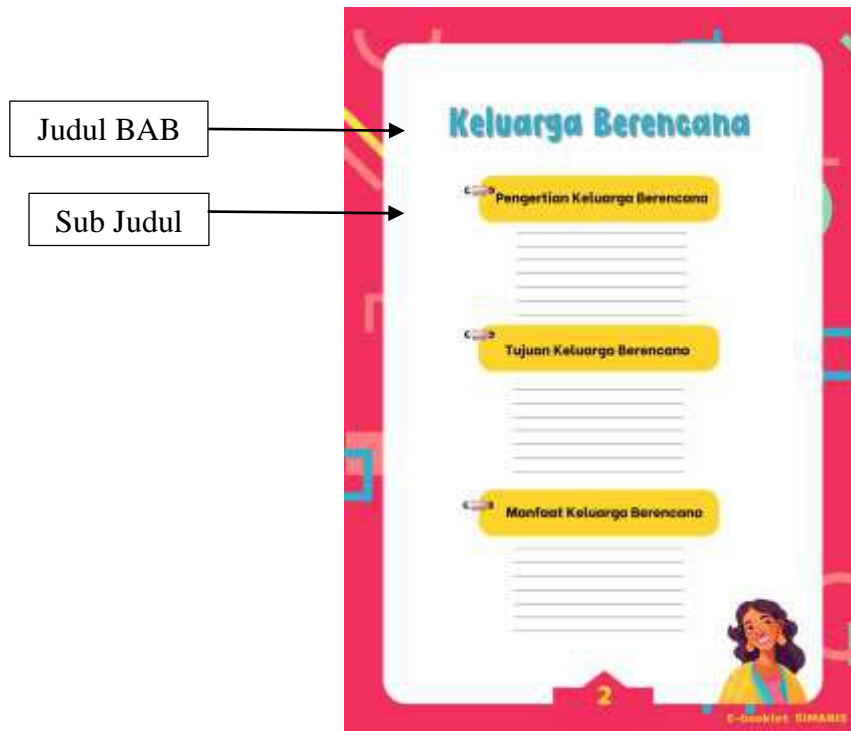 Judul BAB
Keluarga Berencana
Sub Judul
Pengertian Keluarga Berencana
Tujuan Keluarga Berencana
Manfaat Keluarga Berencana
2
E-booklet SIMANIS